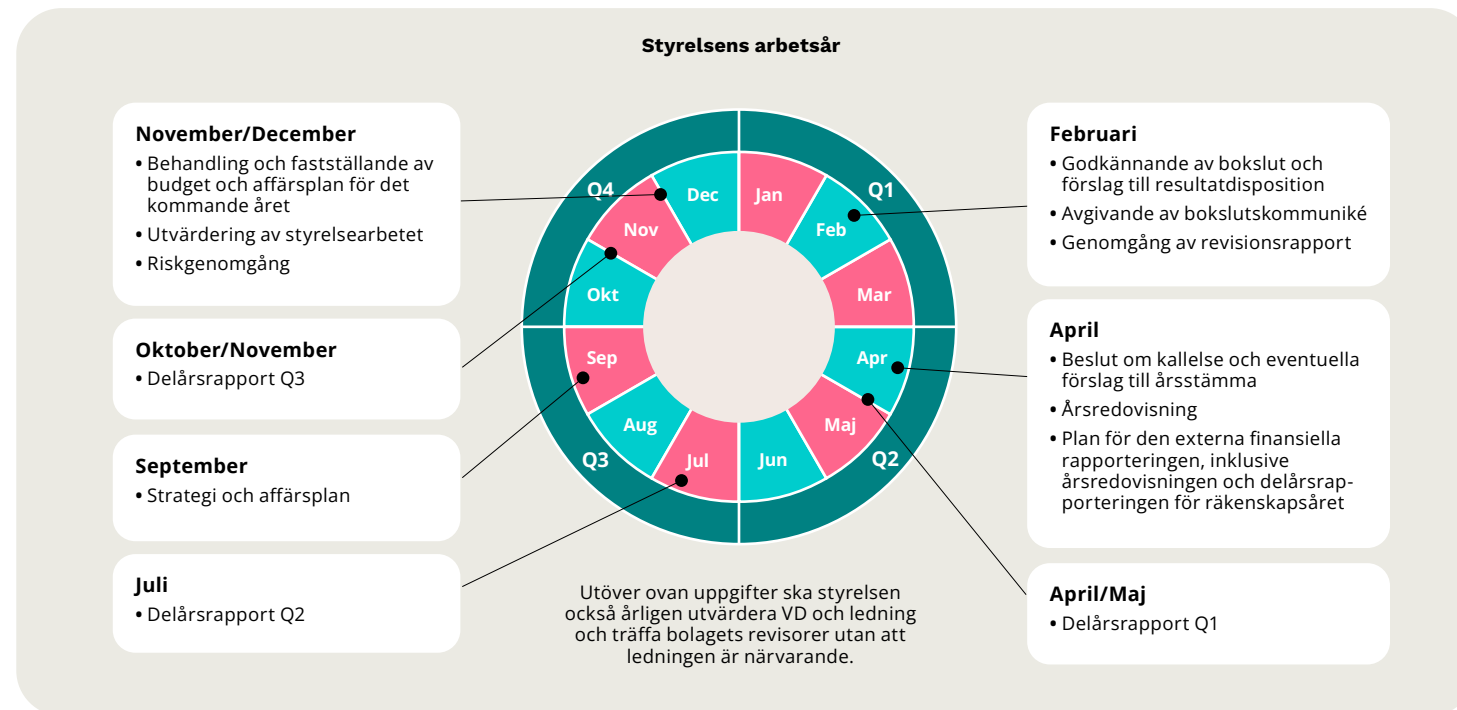 Styrelsens arbetsår
November/December
• Behandling och fastställande av
budget och affärsplan för det
kommande året
• Utvärdering av styrelsearbetet
• Riskgenomgång
Oktober/November
• Delårsrapport Q3
September
• Strategi och affärsplan
Juli
• Delårsrapport Q2
Q4
Q1
Q3
Q2
Jan
Feb
Mar
Apr
Maj
Jun
Jul
Aug
Sep
Okt
Nov
Dec
Utöver ovan uppgifter ska styrelsen
också årligen utvärdera VD och ledning
och träffa bolagets revisorer utan att
ledningen är närvarande.
Februari
• Godkännande av bokslut och
förslag till resultatdisposition
• Avgivande av bokslutskommuniké
• Genomgång av revisionsrapport
April
• Beslut om kallelse och eventuella
förslag till årsstämma
• Årsredovisning
• Plan för den externa finansiella
rapporteringen, inklusive
årsredovisningen och delårsrap-
porteringen för räkenskapsåret
April/Maj
• Delårsrapport Q1